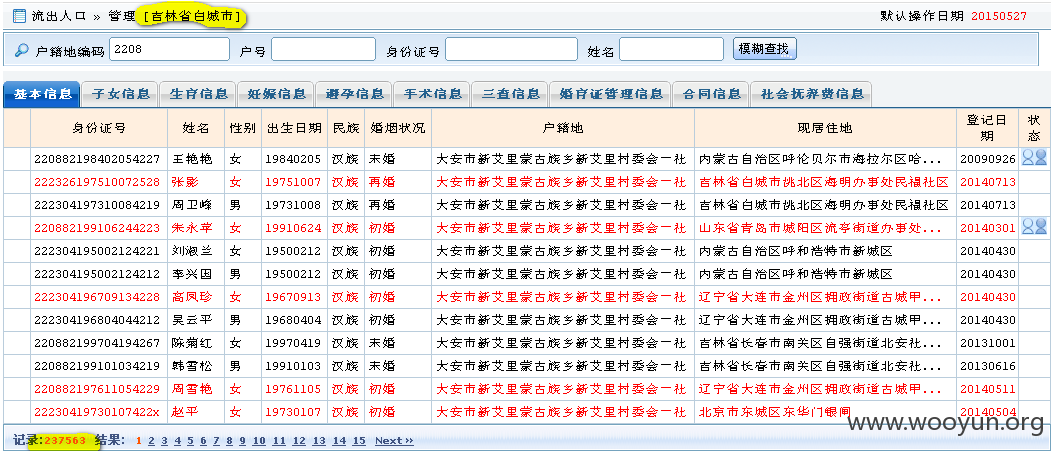 流出人口 » 管理 [吉林省白城市] 默认操作日期 20150527
户籍地编码 2208 户号 身份证号 姓名 模糊查找
基本信息 子女信息 生育信息 妊娠信息 避孕信息 手术信息 三查信息 婚育证管理信息 合同信息 社会抚养费信息
身份证号 姓名 性别 出生日期 民族 婚烟状况 户籍地 现居住地 登记日期 状态
220882198402054227 王艳艳 女 19840205 汉族 未婚 大安市新艾里蒙古族乡新艾里村委会一社 内蒙古自治区呼伦贝尔市海拉尔区哈... 20090926
222326197510072528 张影 女 19751007 汉族 再婚 大安市新艾里蒙古族乡新艾里村委会一社 吉林省白城市洮北区海明办事处民福社区 20140713
222304197310084219 周卫峰 男 19731008 汉族 再婚 大安市新艾里蒙古族乡新艾里村委会一社 吉林省白城市洮北区海明办事处民福社区 20140713
220882199106244223 朱永苹 女 19910624 汉族 初婚 大安市新艾里蒙古族乡新艾里村委会一社 山东省青岛市城阳区流亭街道办事处... 20140301
222304195002124221 刘淑兰 女 19500212 汉族 初婚 大安市新艾里蒙古族乡新艾里村委会一社 内蒙古自治区呼和浩特市新城区 20140430
222304195002124212 李兴国 男 19500212 汉族 初婚 大安市新艾里蒙古族乡新艾里村委会一社 内蒙古自治区呼和浩特市新城区 20140430
222304196709134228 高凤珍 女 19670913 汉族 初婚 大安市新艾里蒙古族乡新艾里村委会一社 辽宁省大连市金州区拥政街道古城甲... 20140430
222304196804044212 吴云平 男 19680404 汉族 初婚 大安市新艾里蒙古族乡新艾里村委会一社 辽宁省大连市金州区拥政街道古城甲... 20140430
220882199704194267 陈菊红 女 19970419 汉族 未婚 大安市新艾里蒙古族乡新艾里村委会一社 吉林省长春市南关区自强街道北安社... 20131001
220882199101034219 韩雪松 男 19910103 汉族 未婚 大安市新艾里蒙古族乡新艾里村委会一社 吉林省长春市南关区自强街道北安社... 20130616
220882197611054229 周雪艳 女 19761105 汉族 初婚 大安市新艾里蒙古族乡新艾里村委会一社 辽宁省大连市金州区拥政街道古城甲... 20140511
22230419730107422x 赵平 女 19730107 汉族 初婚 大安市新艾里蒙古族乡新艾里村委会一社 北京市东城区东华门银闸 20140504
记录:237563 结果: 1 2 3 4 5 6 7 8 9 10 11 12 13 14 15 Next»
www.wooyun.org